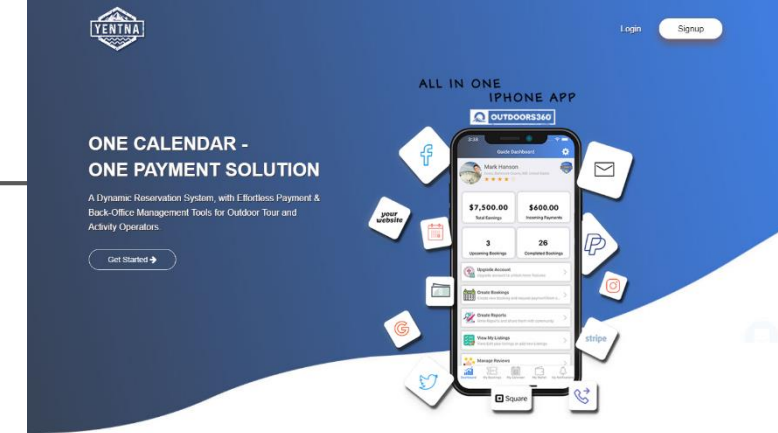 YENTNA
Login
Signup
ALL IN ONE
IPHONE APP
OUTDOORS360
ONE CALENDAR -
ONE PAYMENT SOLUTION
A Dynamic Reservation System, with Effortless Payment &
Back-Office Management Tools for Outdoor Tour and
Activity Operators.
Get Started →
your
website
Guide Dashboard
Mark Hanson
$7,500.00
Total Earnings
$600.00
Incoming Payments
3
Upcoming Bookings
26
Completed Bookings
Upgrade Account
Create Bookings
Create Reports
View My Listings
Manage Reviews
Dashboard
stripe
Square